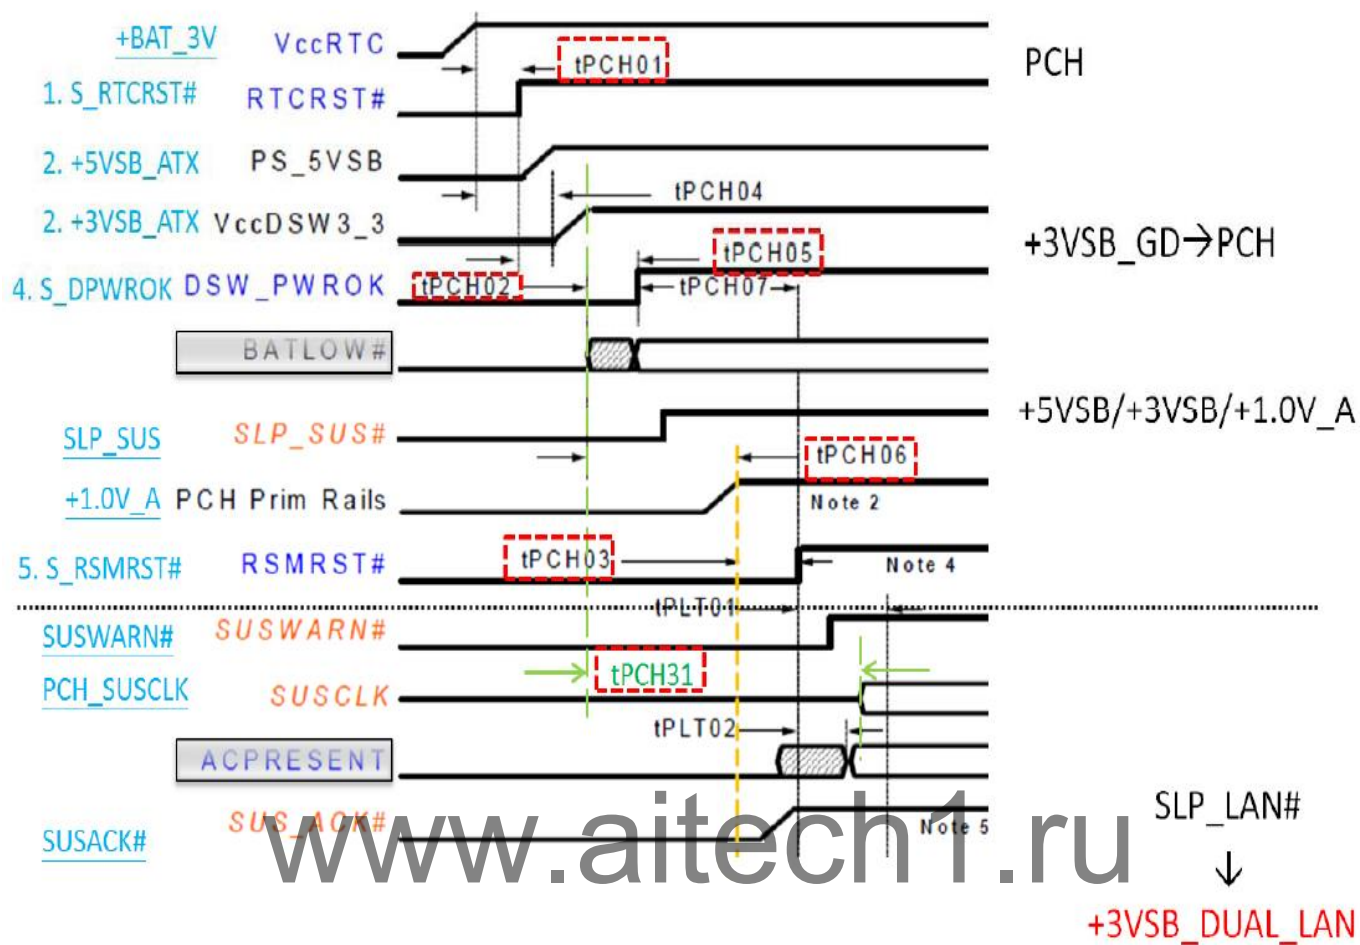 +BAT_3V VccRTC
tPCH01 PCH
1. S_RTCRST# RTCRST#
2. +5VSB_ATX PS_5VSB
tPCH04
2. +3VSB_ATX VccDSW3_3
tPCH05 +3VSB_GD→PCH
4. S_DPWROK DSW_PWROK tPCH02 tPCH07
BATLOW#
+5VSB/+3VSB/+1.0V_A
SLP_SUS SLP_SUS#
tPCH06
+1.0V_A PCH Prim Rails Note 2
tPCH03
5. S_RSMRST# RSMRST# Note 4
tPLT01
SUSWARN# SUSWARN#
tPCH31
PCH_SUSCLK SUSCLK
tPLT02
ACPRESENT
SLP_LAN#
SUSACK# SUS_ACK# Note 5
www.aitech1.ru
↓
+3VSB_DUAL_LAN